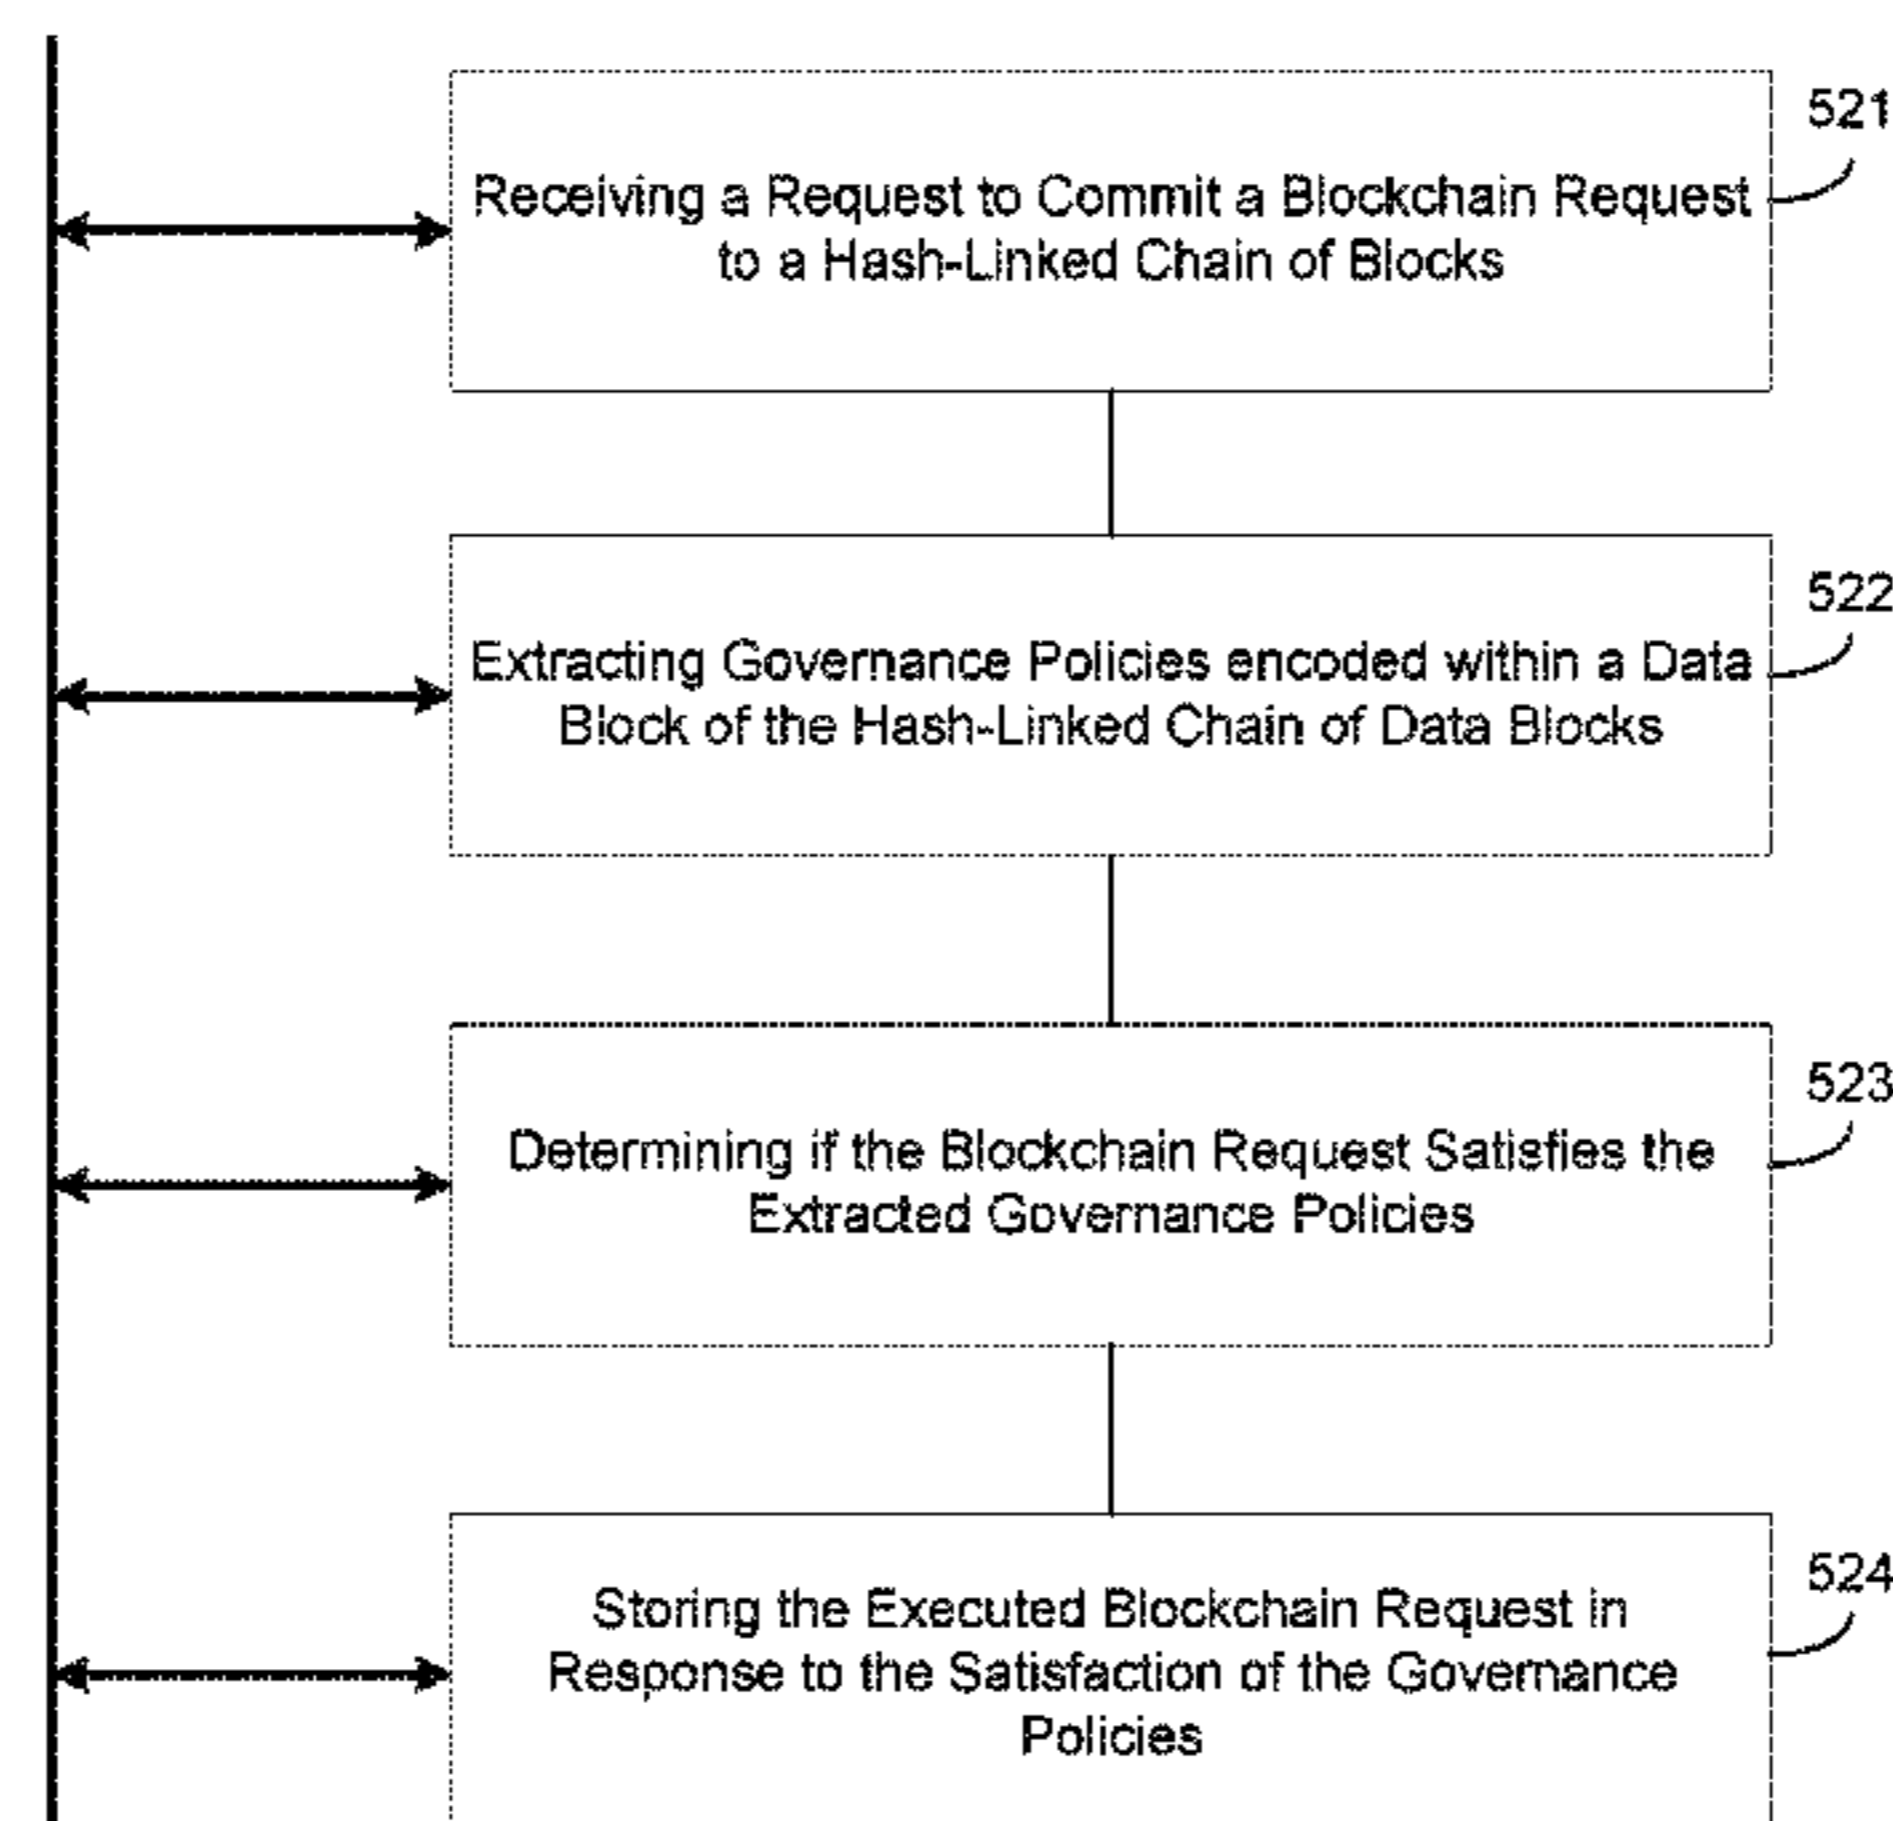 521
Receiving a Request to Commit a Blockchain Request
to a Hash-Linked Chain of Blocks
522
Extracting Governance Policies encoded within a Data
Block of the Hash-Linked Chain of Data Blocks
523
Determining if the Blockchain Request Satisfies the
Extracted Governance Policies
524
Storing the Executed Blockchain Request in
Response to the Satisfaction of the Governance
Policies